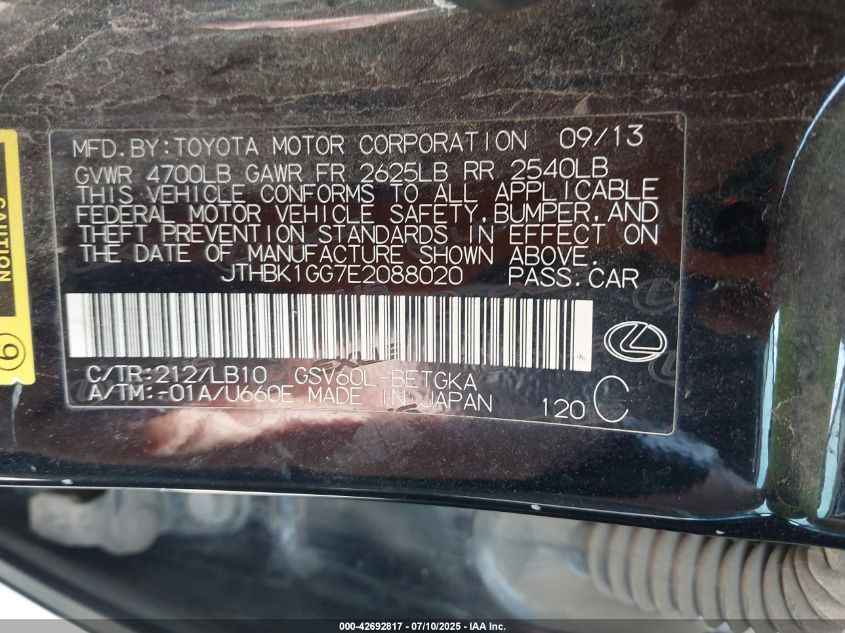 MFD.BY:TOYOTA MOTOR CORPORATION 09/13
GVWR 4700LB GAWR FR 2625LB RR 2540LB
THIS VEHICLE CONFORMS TO ALL APPLICABLE
FEDERAL MOTOR VEHICLE SAFETY,BUMPER,AND
THEFT PREVENTION STANDARDS IN EFFECT ON
THE DATE OF MANUFACTURE SHOWN ABOVE.
JTHBK1GG7E2088020 PASS.CAR
C/TR:212/LB10 GSV60L-BETGKA
A/TM:-01A/U660E MADE IN JAPAN 120 C
CAUTION
9
000-42692817 - 07/10/2025 - IAA Inc.